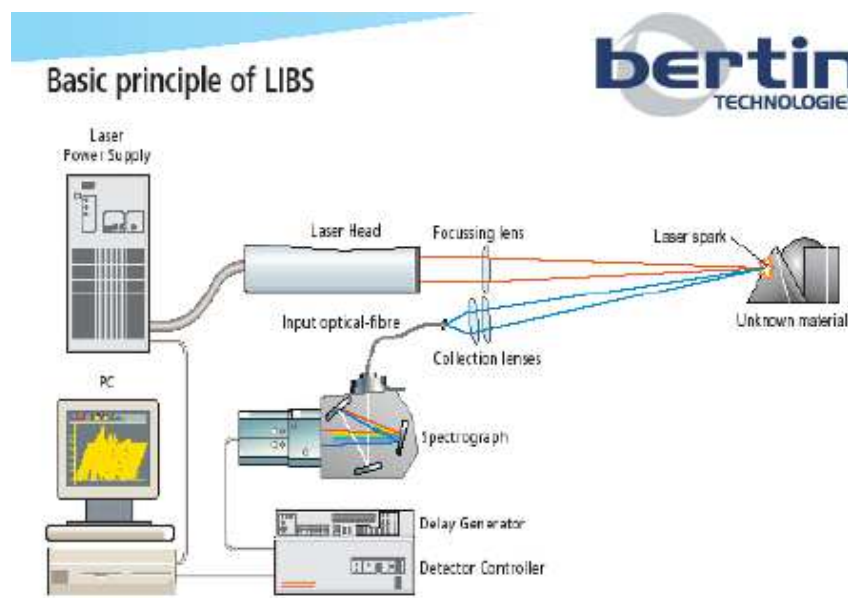 Basic principle of LIBS
bertin
TECHNOLOGIE
Laser
Power Supply
Laser Head
Focussing lens
Laser spark
Input optical-fibre
Unknown material
Collection lenses
PC
Spectrograph
Delay Generator
Detector Controller